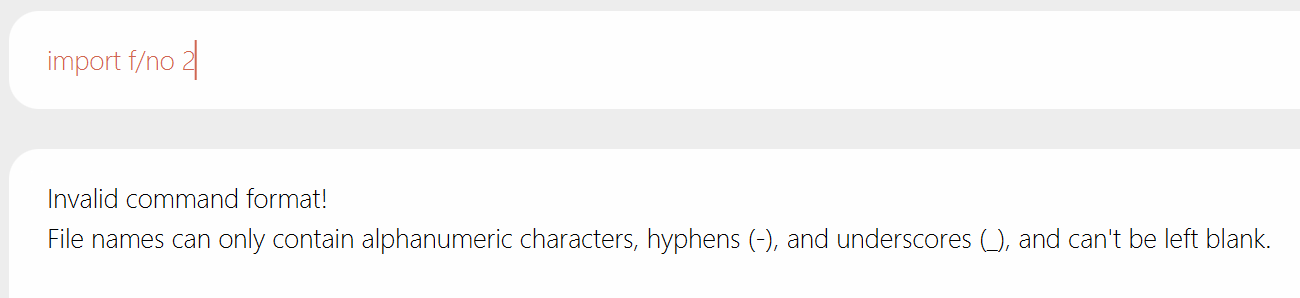 import f/no 2
Invalid command format!
File names can only contain alphanumeric characters, hyphens (-), and underscores (_), and can't be left blank.